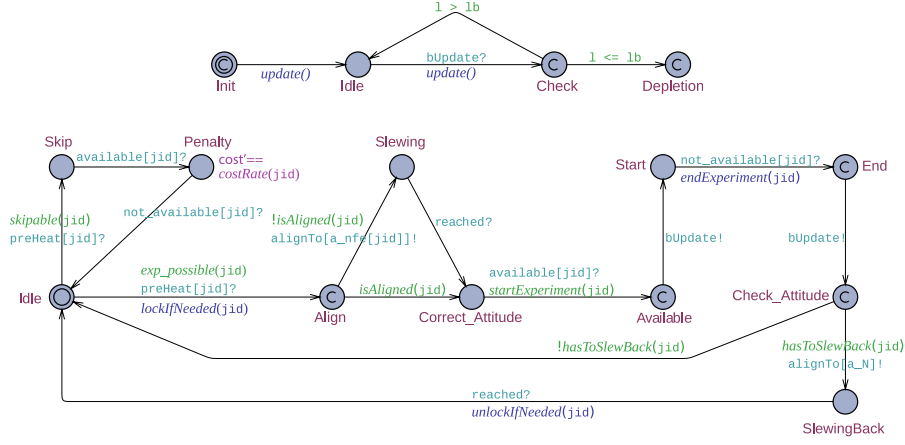 l > lb
bUpdate?
l <= lb
update()
update()
Init
Idle
Check
Depletion
Skip
Penalty
Slewing
available[jid]?
cost'==
costRate(jid)
Start
not_available[jid]?
endExperiment(jid)
End
skipable(jid)
preHeat[jid]?
not_available[jid]?
!isAligned(jid)
alignTo[a_nfe[jid]]!
reached?
bUpdate!
bUpdate!
exp_possible(jid)
preHeat[jid]?
lockIfNeeded(jid)
isAligned(jid)
available[jid]?
startExperiment(jid)
Idle
Align
Correct_Attitude
Available
Check_Attitude
!hasToSlewBack(jid)
hasToSlewBack(jid)
alignTo[a_N]!
reached?
unlockIfNeeded(jid)
SlewingBack